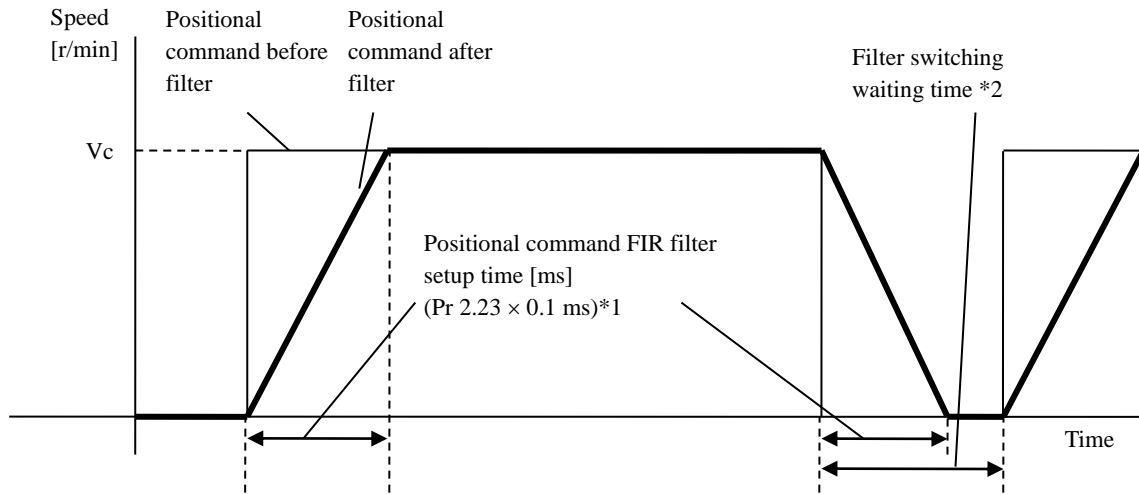 Speed
[r/min]
Positional
command before
filter
Positional
command after
filter
Filter switching
waiting time *2
Vc
Positional command FIR filter
setup time [ms]
(Pr 2.23 × 0.1 ms)*1
Time